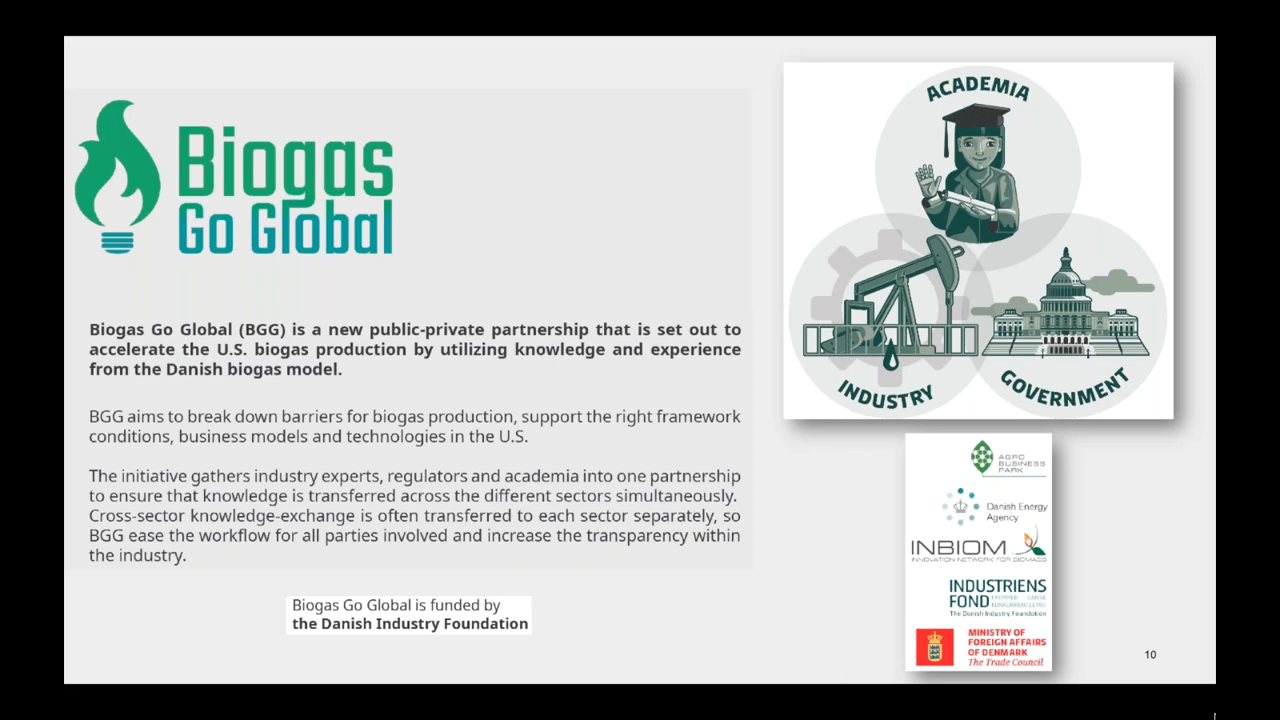 Biogas
Go Global
Biogas Go Global (BGG) is a new public-private partnership that is set out to
accelerate the U.S. biogas production by utilizing knowledge and experience
from the Danish biogas model.
BGG aims to break down barriers for biogas production, support the right framework
conditions, business models and technologies in the U.S.
The initiative gathers industry experts, regulators and academia into one partnership
to ensure that knowledge is transferred across the different sectors simultaneously.
Cross-sector knowledge-exchange is often transferred to each sector separately, so
BGG ease the workflow for all parties involved and increase the transparency within
the industry.
Biogas Go Global is funded by
the Danish Industry Foundation
ACADEMIA
INDUSTRY
GOVERNMENT
AGRO
BUSINESS
PARK
Danish Energy
Agency
INBIOM
INNOVATION NETWORK FOR BIOMASS
INDUSTRIENS
FOND
The Danish Industry Foundation
MINISTRY OF
FOREIGN AFFAIRS
OF DENMARK
The Trade Council
10